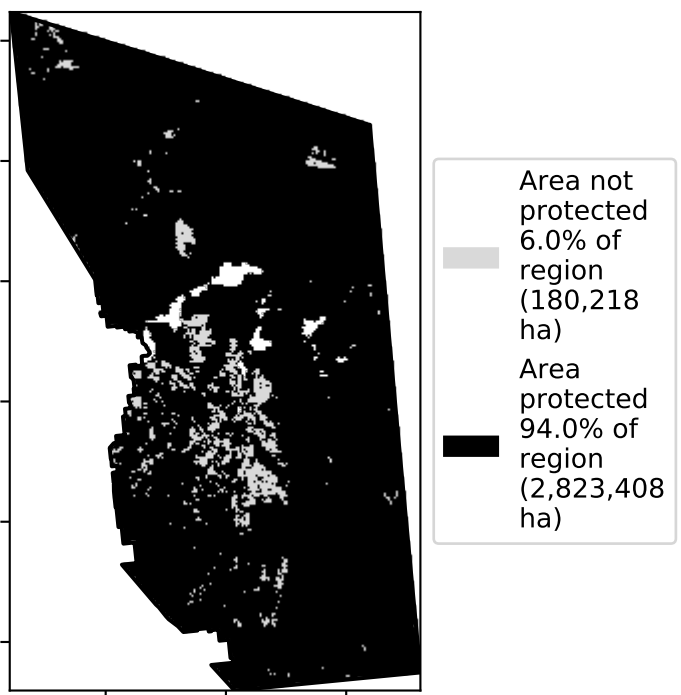 Area not
protected
6.0% of
region
(180,218
ha)
Area
protected
94.0% of
region
(2,823,408
ha)